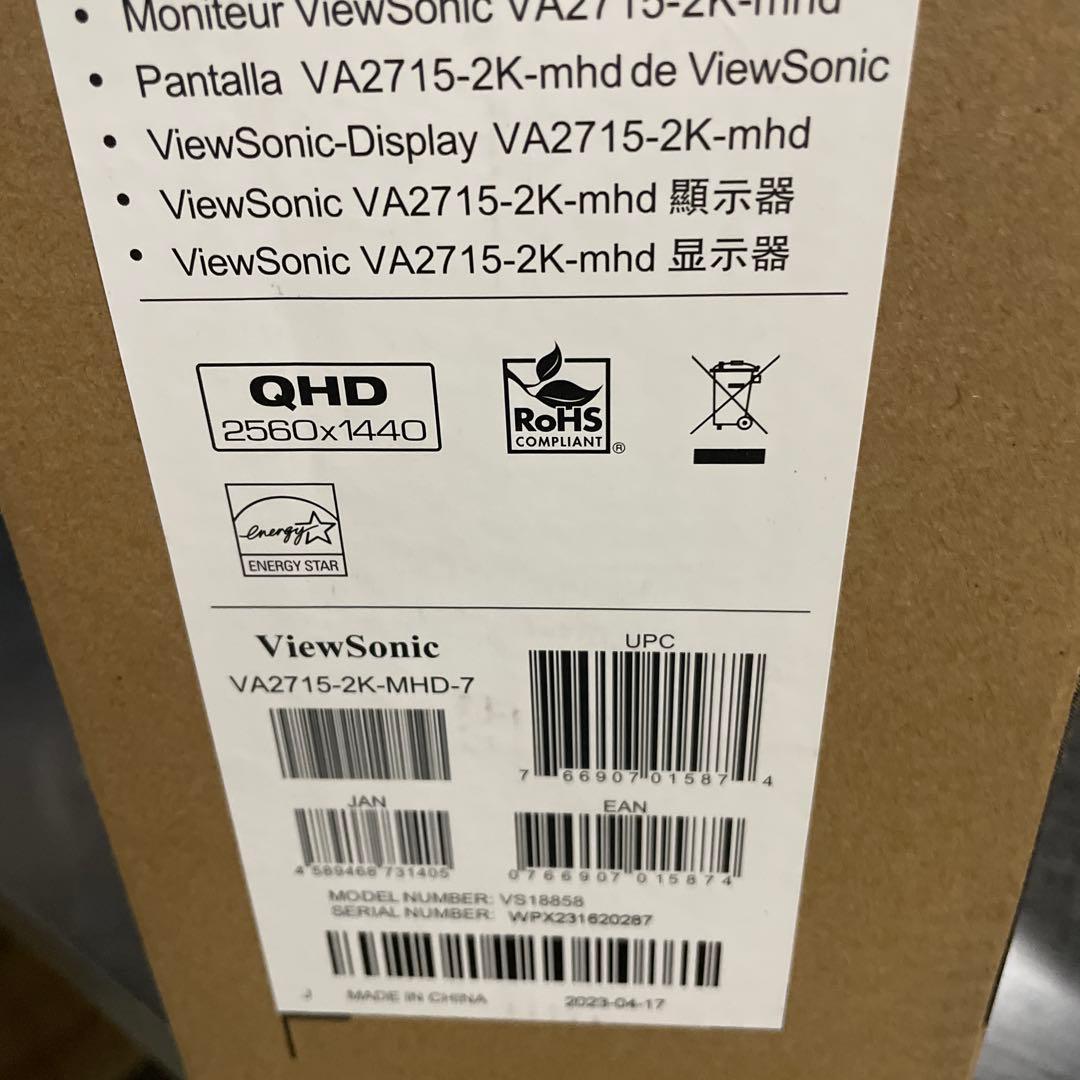 • Moniteur ViewSonic VA2715-2K-mhd
• Pantalla VA2715-2K-mhd de ViewSonic
• ViewSonic-Display VA2715-2K-mhd
• ViewSonic VA2715-2K-mhd 顯示器
• ViewSonic VA2715-2K-mhd 显示器
QHD
2560x1440
RoHS
COMPLIANT
®
energy
ENERGY STAR
ViewSonic
VA2715-2K-MHD-7
UPC
7 66907 01587 4
JAN
4 589468 731405
EAN
0 766907 015874
MODEL NUMBER: VS18858
SERIAL NUMBER: WPX231620287
J MADE IN CHINA 2023-04-17